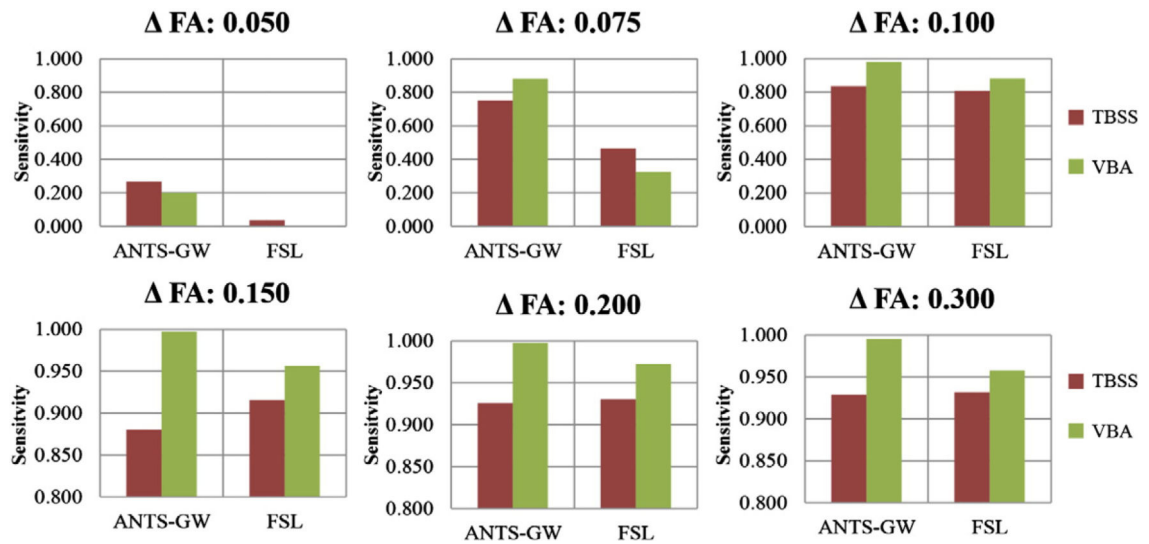 Δ FA: 0.050
Δ FA: 0.075
Δ FA: 0.100
Sensitvity
1.000
0.800
0.600
0.400
0.200
0.000
ANTS-GW
FSL
Sensitvity
1.000
0.800
0.600
0.400
0.200
0.000
ANTS-GW
FSL
Sensitvity
1.000
0.800
0.600
0.400
0.200
0.000
ANTS-GW
FSL
TBSS
VBA
Δ FA: 0.150
Δ FA: 0.200
Δ FA: 0.300
Sensitvity
1.000
0.950
0.900
0.850
0.800
ANTS-GW
FSL
Sensitvity
1.000
0.950
0.900
0.850
0.800
ANTS-GW
FSL
Sensitvity
1.000
0.950
0.900
0.850
0.800
ANTS-GW
FSL
TBSS
VBA